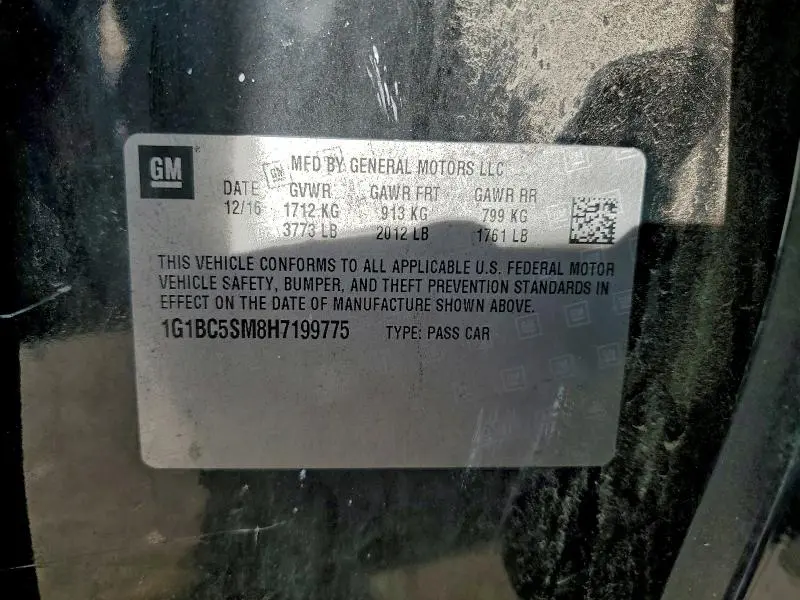 GM MFD BY GENERAL MOTORS LLC
DATE GVWR GAWR FRT GAWR RR
12/16 1712 KG 913 KG 799 KG
3773 LB 2012 LB 1761 LB
THIS VEHICLE CONFORMS TO ALL APPLICABLE U.S. FEDERAL MOTOR
VEHICLE SAFETY, BUMPER, AND THEFT PREVENTION STANDARDS IN
EFFECT ON THE DATE OF MANUFACTURE SHOWN ABOVE.
1G1BC5SM8H7199775 TYPE: PASS CAR